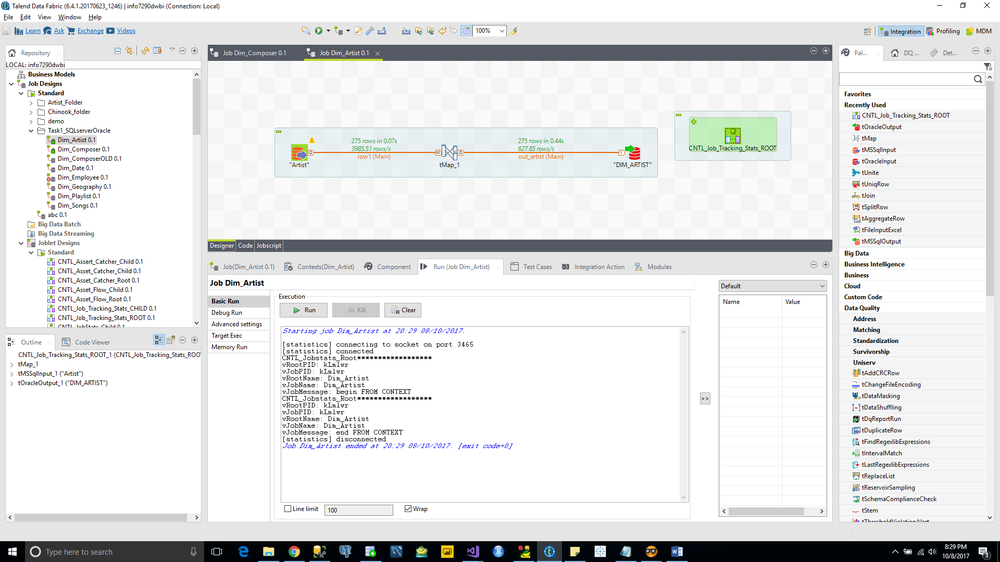 Talend Data Fabric (6.4.1.20170623_1246) | info7290dwbi (Connection: Local)
File Edit View Window Help
Learn Ask Exchange Videos
100%
Integration Profiling MDM
Repository
LOCAL: info7290dwbi
Business Models
Job Designs
Standard
Artist_Folder
Chinook_folder
demo
Task1_SQLserverOracle
Dim_Artist 0.1
Dim_Composer 0.1
Dim_ComposerOLD 0.1
Dim_Date 0.1
Dim_Employee 0.1
Dim_Geography 0.1
Dim_Playlist 0.1
Dim_Songs 0.1
abc 0.1
Big Data Batch
Big Data Streaming
Joblet Designs
Standard
CNTL_Assert_Catcher_Child 0.1
CNTL_Asset_Catcher_Child 0.1
CNTL_Asset_Catcher_Root 0.1
CNTL_Asset_Flow_Child 0.1
CNTL_Asset_Flow_Root 0.1
CNTL_Job_Tracking_Stats_CHILD 0.1
CNTL_Job_Tracking_Stats_ROOT 0.1
CNTL_JobStats_Child 0.1
Outline Code Viewer
CNTL_Job_Tracking_Stats_ROOT_1 (CNTL_Job_Tracking_Stats_ROO
tMap_1
tMSSqlInput_1 ("Artist")
tOracleOutput_1 ("DIM_ARTIST")
Job Dim_Composer 0.1 Job Dim_Artist 0.1
275 rows in 0.07s
3985.51 rows/s
row1 (Main)
275 rows in 0.44s
627.85 rows/s
out_artist (Main)
"Artist"
tMap_1
"DIM_ARTIST"
CNTL_Job_Tracking_Stats_ROOT
Designer Code Jobscript
Job(Dim_Artist 0.1) Contexts(Dim_Artist) Component Run (Job Dim_Artist) Test Cases Integration Action Modules
Job Dim_Artist
Basic Run
Debug Run
Advanced settings
Target Exec
Memory Run
Execution
Run Kill Clear
Starting job Dim_Artist at 20:29 08/10/2017.
[statistics] connecting to socket on port 3465
[statistics] connected
CNTL_Jobstats_Root******************
vRootPID: kLmlwr
vJobPID: kLmlwr
vRootName: Dim_Artist
vJobName: Dim_Artist
vJobMessage: begin FROM CONTEXT
CNTL_Jobstats_Root******************
vRootPID: kLmlwr
vJobPID: kLmlwr
vRootName: Dim_Artist
vJobName: Dim_Artist
vJobMessage: end FROM CONTEXT
[statistics] disconnected
Job Dim_Artist ended at 20:29 08/10/2017. [exit code=0]
Line limit 100 Wrap
>>
Default
Name Value
Pal... DQ ... Det...
Favorites
Recently Used
CNTL_Job_Tracking_Stats_ROOT
tOracleOutput
tMap
tMSSqlInput
tOracleInput
tUnite
tUniqRow
tJoin
tSplitRow
tAggregateRow
tFileInputExcel
tMSSqlOutput
Big Data
Business Intelligence
Business
Cloud
Custom Code
Data Quality
Address
Matching
Standardization
Survivorship
Uniserv
tAddCRCRow
tChangeFileEncoding
tDataMasking
tDataShuffling
tDqReportRun
tDuplicateRow
tFindRegexlibExpressions
tIntervalMatch
tLastRegexlibExpressions
tReplaceList
tReservoirSampling
tSchemaComplianceCheck
tStem
tThresholdViolationAlert
Type here to search
8:29 PM
10/8/2017
3